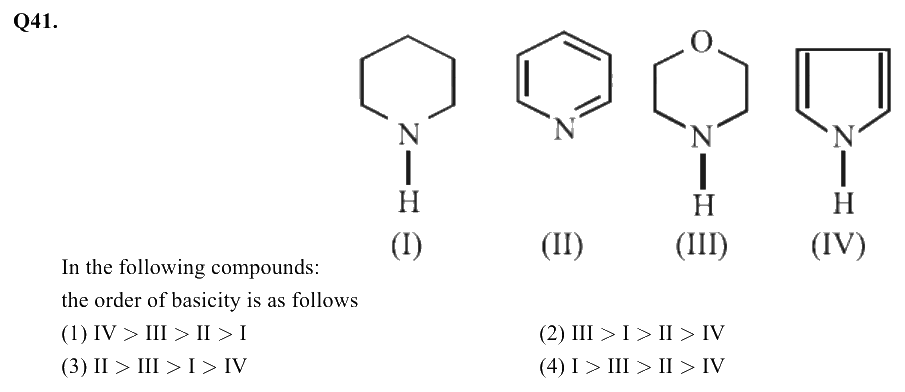 Q41.
O
N N N N
H H H
(I) (II) (III) (IV)
In the following compounds:
the order of basicity is as follows
(1) IV > III > II > I (2) III > I > II > IV
(3) II > III > I > IV (4) I > III > II > IV